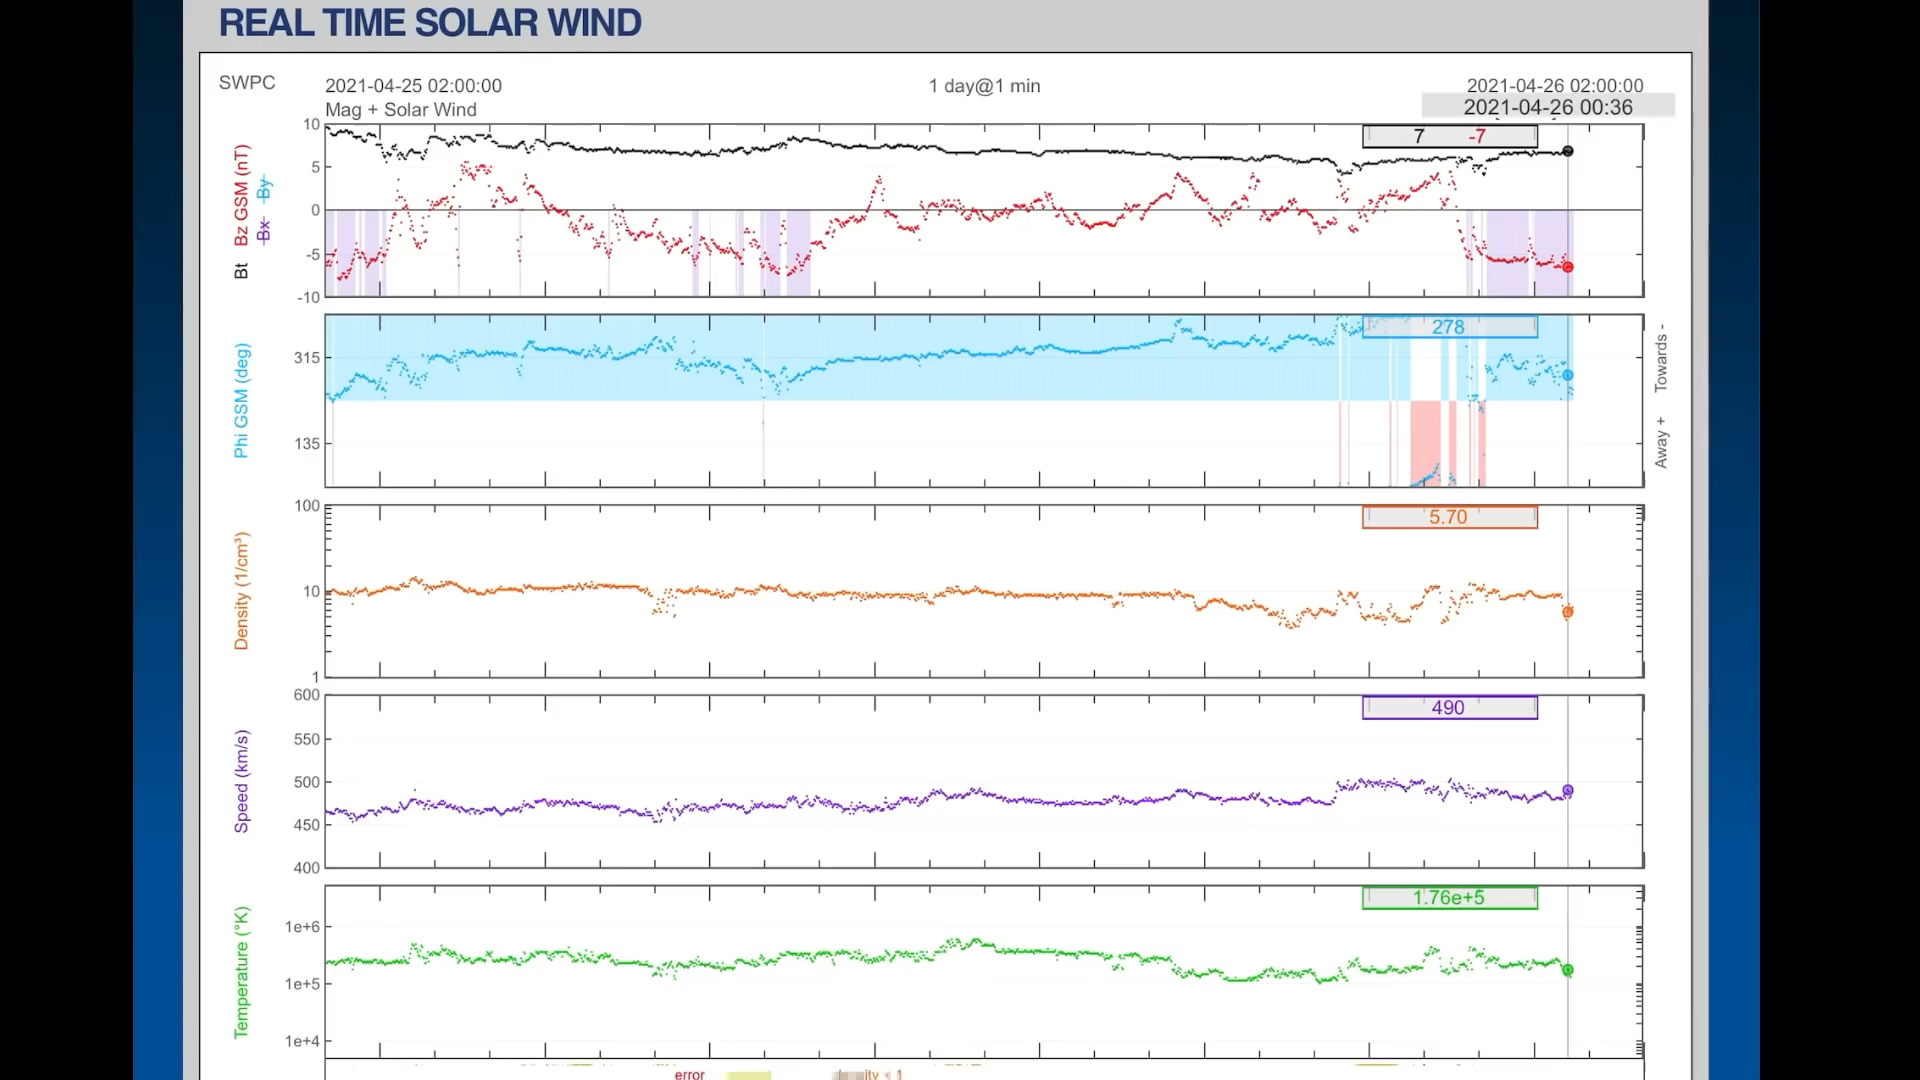 REAL TIME SOLAR WIND
SWPC
2021-04-25 02:00:00
1 day@1 min
2021-04-26 02:00:00
Mag + Solar Wind
2021-04-26 00:36
10
5
0
-5
-10
Bt Bz GSM (nT)
Bx By
7 -7
315
135
Phi GSM (deg)
278
Towards -
Away +
100
10
1
Density (1/cm³)
5.70
600
550
500
450
400
Speed (km/s)
490
1e+6
1e+5
1e+4
Temperature (°K)
1.76e+5
error